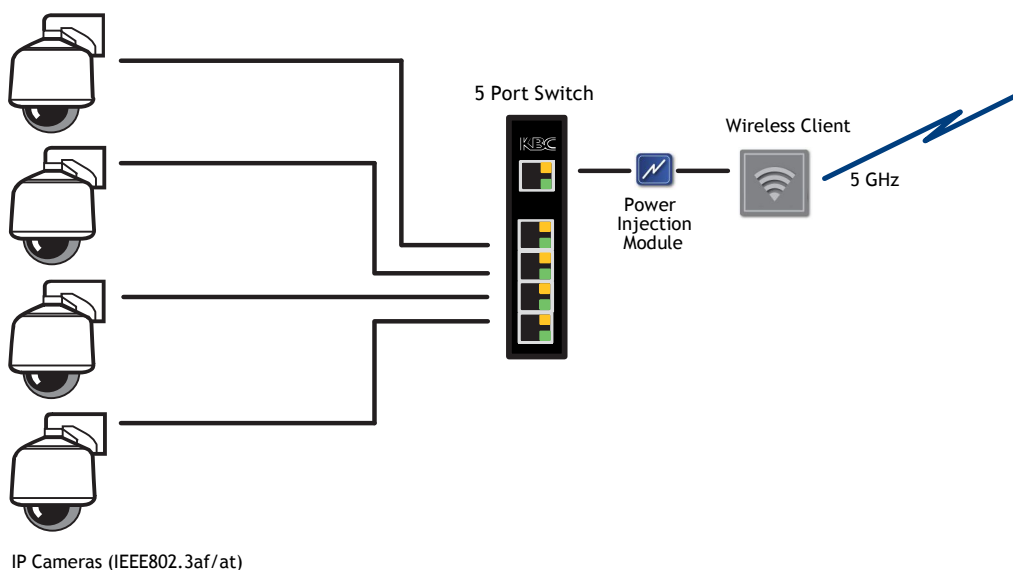 5 Port Switch
KBC
Wireless Client
5 GHz
Power
Injection
Module
IP Cameras (IEEE802.3af/at)